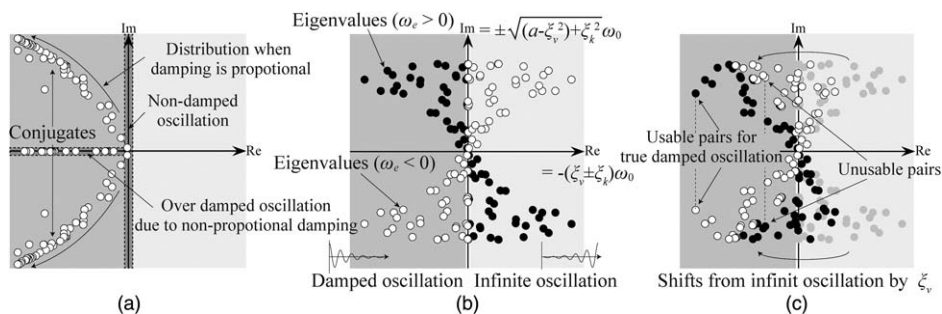 Im
Distribution when
damping is propotional
Non-damped
oscillation
Conjugates
Re
Over damped oscillation
due to non-proportional damping
(a)
Eigenvalues (ωe > 0)
Im
= ±√(a-ξv²)+ξk² ω0
Re
Eigenvalues (ωe < 0)
= -(ξv±ξk)ω0
Damped oscillation
Infinite oscillation
(b)
Im
Re
Usable pairs for
true damped oscillation
Unusable pairs
Shifts from infinit oscillation by ξv
(c)